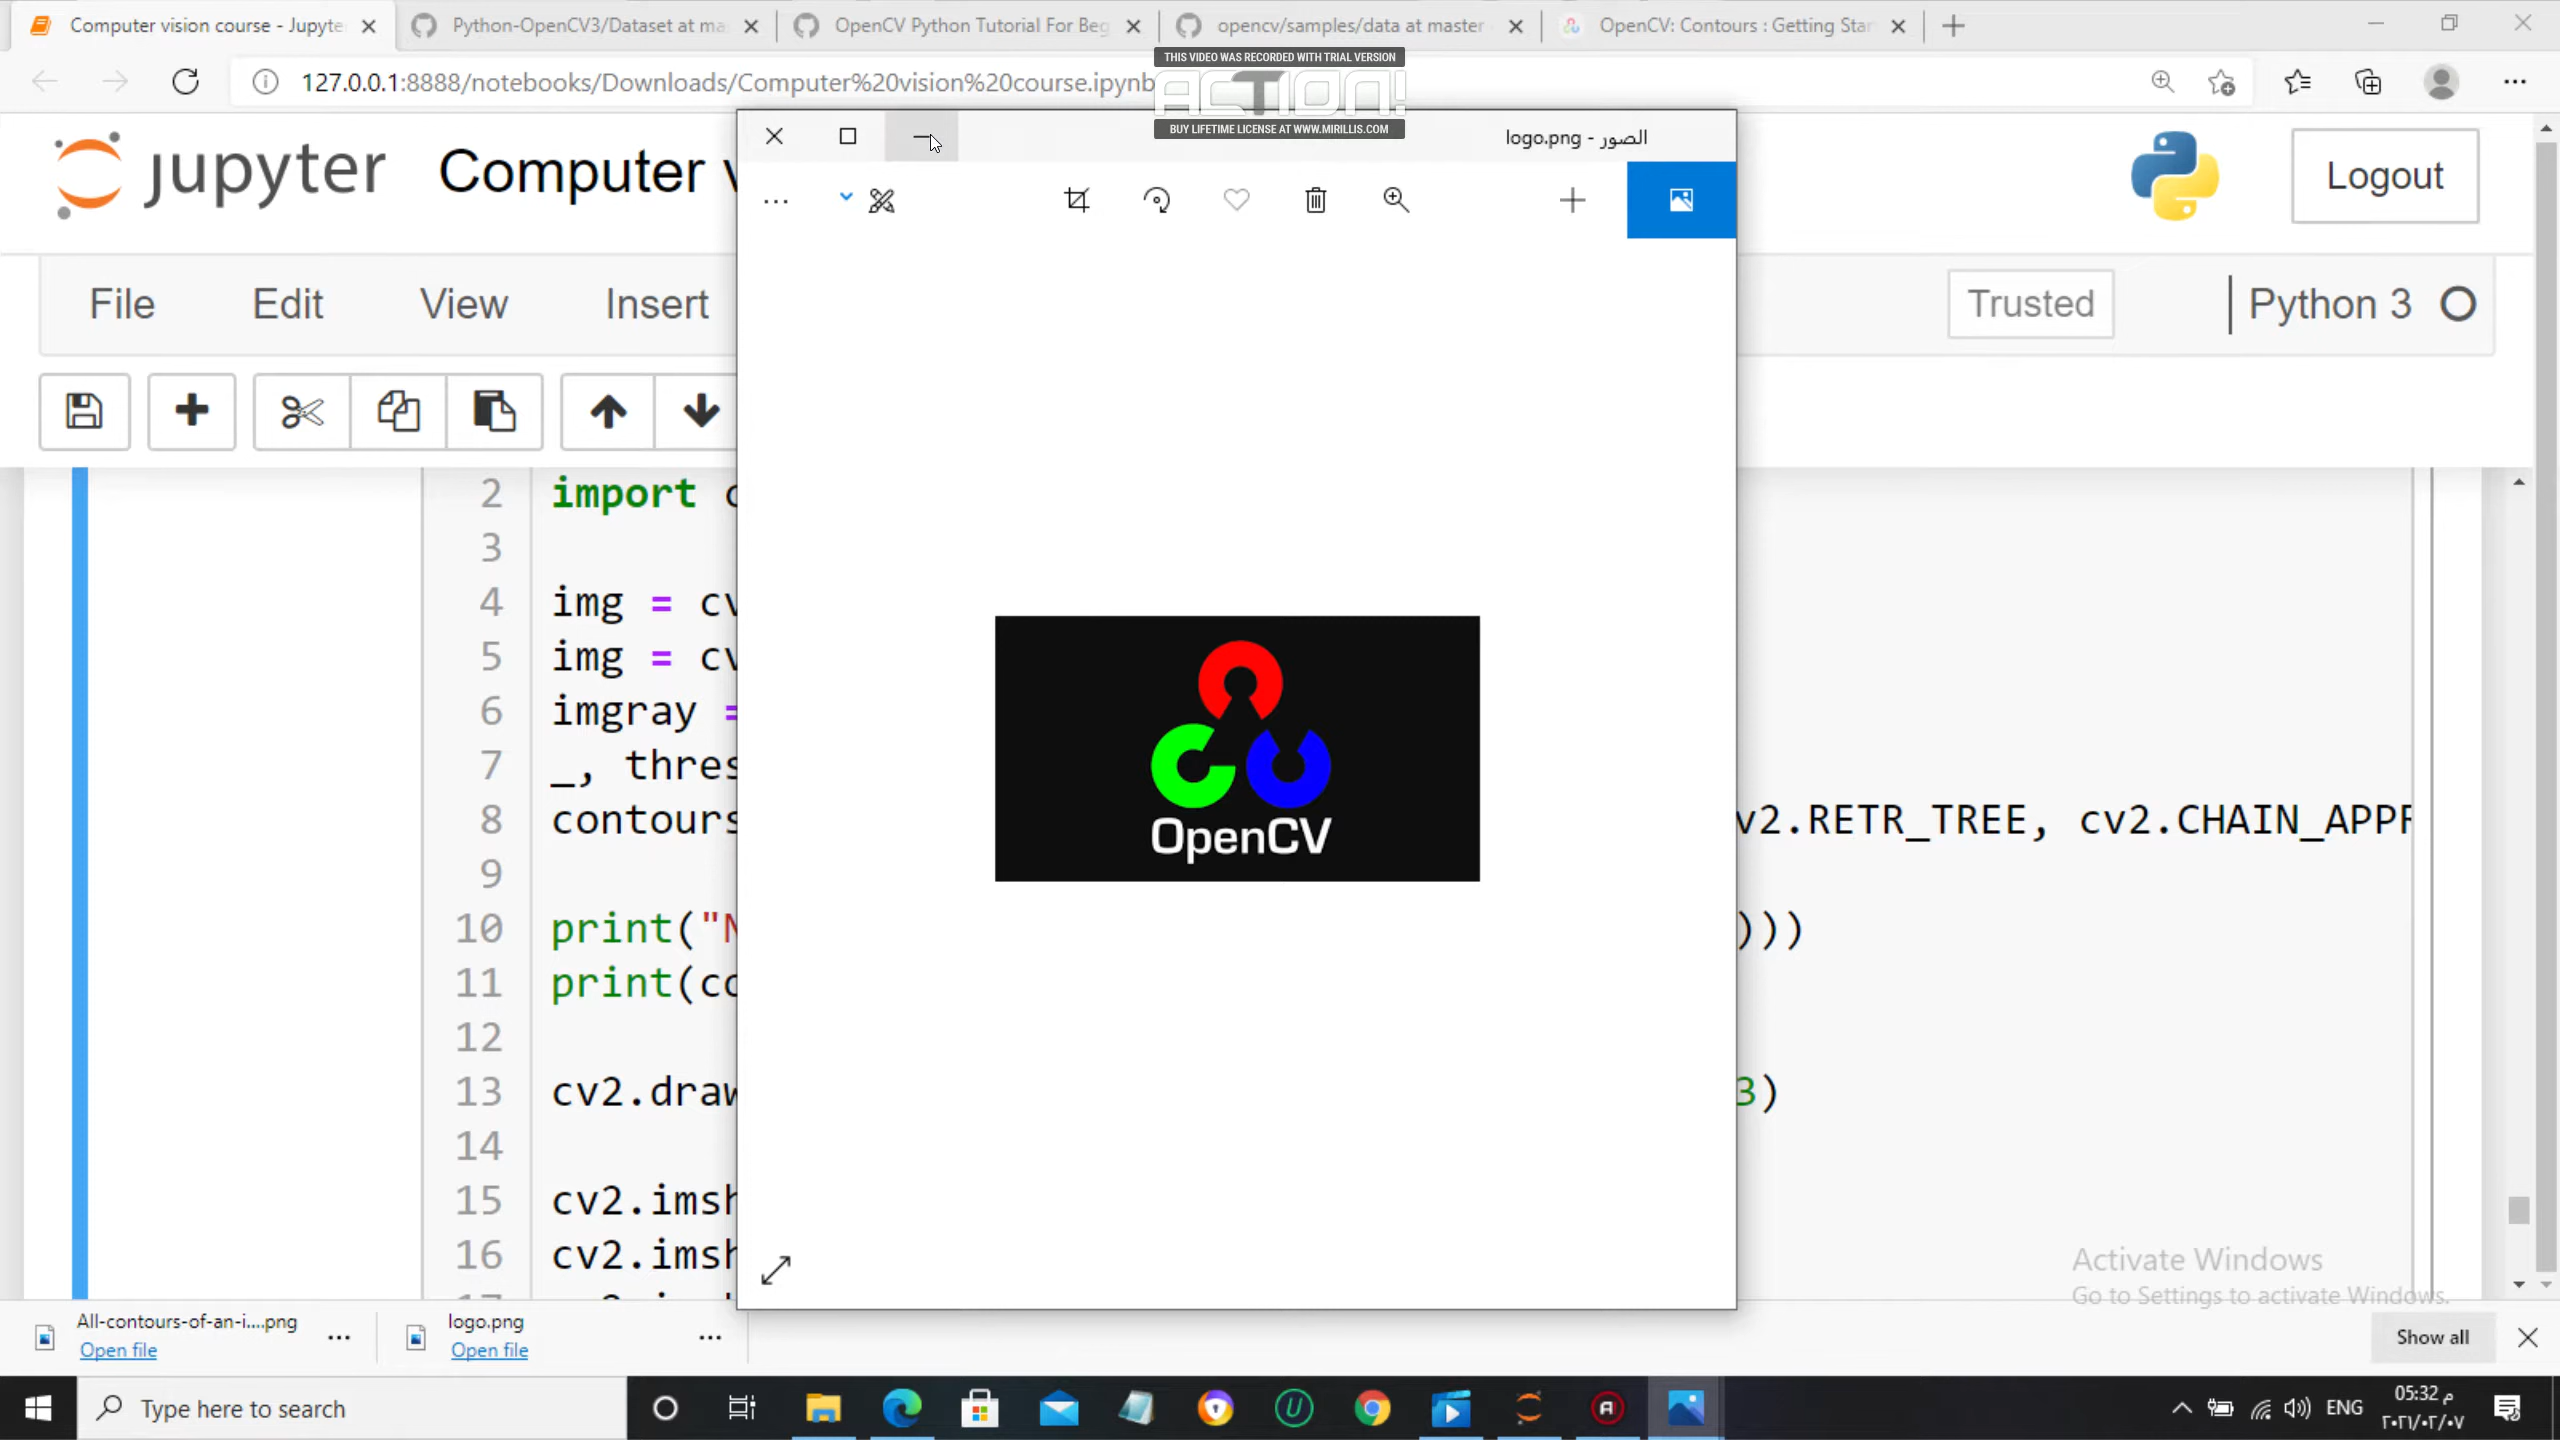 Computer vision course - Jupyte
Python-OpenCV3/Dataset at ma
OpenCV Python Tutorial For Beg
opencv/samples/data at master
OpenCV: Contours : Getting Star
THIS VIDEO WAS RECORDED WITH TRIAL VERSION
ACTION!
BUY LIFETIME LICENSE AT WWW.MIRILLIS.COM
127.0.0.1:8888/notebooks/Downloads/Computer%20vision%20course.ipynb
jupyter
Computer v
Logout
logo.png - الصور
File Edit View Insert
Trusted
Python 3
2 import c
3
4 img = cv
5 img = cv
6 imgray =
7 _, thres
8 contours v2.RETR_TREE, cv2.CHAIN_APPR
9
10 print("N )))
11 print(co
12
13 cv2.draw 3)
14
15 cv2.imsh
16 cv2.imsh
OpenCV
Activate Windows
Go to Settings to activate Windows.
All-contours-of-an-i....png
Open file
logo.png
Open file
Show all
Type here to search
ENG
05:32 م
٢٠٢١/٠٢/٠٧